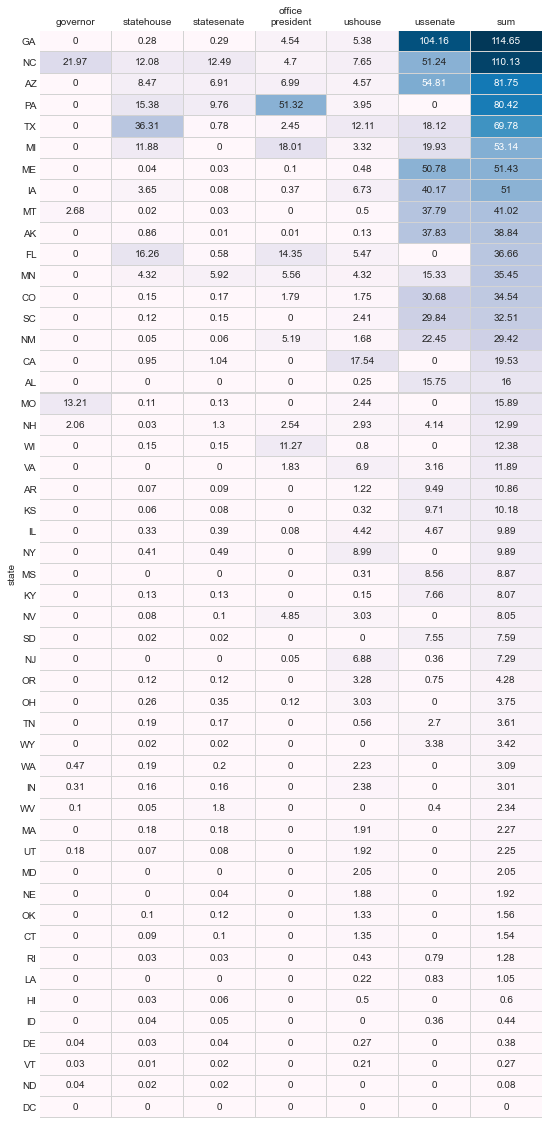 office
governor statehouse statesenate president ushouse ussenate sum
GA 0 0.28 0.29 4.54 5.38 104.16 114.65
NC 21.97 12.08 12.49 4.7 7.65 51.24 110.13
AZ 0 8.47 6.91 6.99 4.57 54.81 81.75
PA 0 15.38 9.76 51.32 3.95 0 80.42
TX 0 36.31 0.78 2.45 12.11 18.12 69.78
MI 0 11.88 0 18.01 3.32 19.93 53.14
ME 0 0.04 0.03 0.1 0.48 50.78 51.43
IA 0 3.65 0.08 0.37 6.73 40.17 51
MT 2.68 0.02 0.03 0 0.5 37.79 41.02
AK 0 0.86 0.01 0.01 0.13 37.83 38.84
FL 0 16.26 0.58 14.35 5.47 0 36.66
MN 0 4.32 5.92 5.56 4.32 15.33 35.45
CO 0 0.15 0.17 1.79 1.75 30.68 34.54
SC 0 0.12 0.15 0 2.41 29.84 32.51
NM 0 0.05 0.06 5.19 1.68 22.45 29.42
CA 0 0.95 1.04 0 17.54 0 19.53
AL 0 0 0 0 0.25 15.75 16
MO 13.21 0.11 0.13 0 2.44 0 15.89
NH 2.06 0.03 1.3 2.54 2.93 4.14 12.99
WI 0 0.15 0.15 11.27 0.8 0 12.38
VA 0 0 0 1.83 6.9 3.16 11.89
AR 0 0.07 0.09 0 1.22 9.49 10.86
KS 0 0.06 0.08 0 0.32 9.71 10.18
IL 0 0.33 0.39 0.08 4.42 4.67 9.89
NY 0 0.41 0.49 0 8.99 0 9.89
state
MS 0 0 0 0 0.31 8.56 8.87
KY 0 0.13 0.13 0 0.15 7.66 8.07
NV 0 0.08 0.1 4.85 3.03 0 8.05
SD 0 0.02 0.02 0 0 7.55 7.59
NJ 0 0 0 0.05 6.88 0.36 7.29
OR 0 0.12 0.12 0 3.28 0.75 4.28
OH 0 0.26 0.35 0.12 3.03 0 3.75
TN 0 0.19 0.17 0 0.56 2.7 3.61
WY 0 0.02 0.02 0 0 3.38 3.42
WA 0.47 0.19 0.2 0 2.23 0 3.09
IN 0.31 0.16 0.16 0 2.38 0 3.01
WV 0.1 0.05 1.8 0 0 0.4 2.34
MA 0 0.18 0.18 0 1.91 0 2.27
UT 0.18 0.07 0.08 0 1.92 0 2.25
MD 0 0 0 0 2.05 0 2.05
NE 0 0 0.04 0 1.88 0 1.92
OK 0 0.1 0.12 0 1.33 0 1.56
CT 0 0.09 0.1 0 1.35 0 1.54
RI 0 0.03 0.03 0 0.43 0.79 1.28
LA 0 0 0 0 0.22 0.83 1.05
HI 0 0.03 0.06 0 0.5 0 0.6
ID 0 0.04 0.05 0 0 0.36 0.44
DE 0.04 0.03 0.04 0 0.27 0 0.38
VT 0.03 0.01 0.02 0 0.21 0 0.27
ND 0.04 0.02 0.02 0 0 0 0.08
DC 0 0 0 0 0 0 0